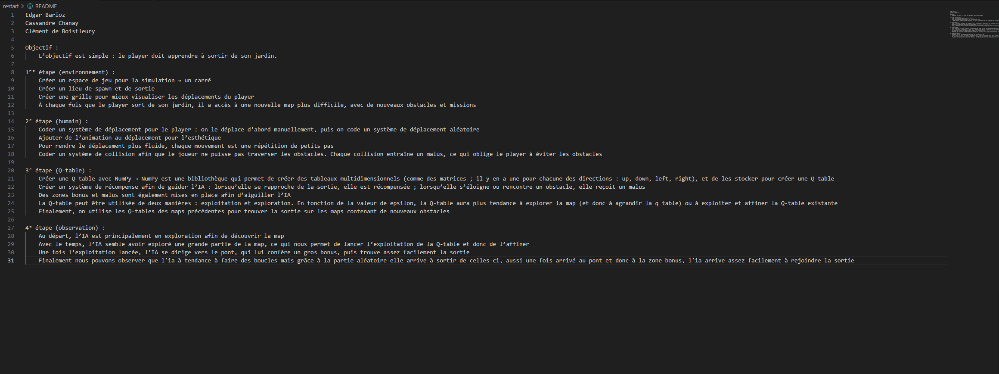 restart > README
1 Edgar Barioz
2 Cassandre Chanay
3 Clément de Boisfleury
4
5 Objectif :
6 L’objectif est simple : le player doit apprendre à sortir de son jardin.
7
8 1ʳᵉ étape (environnement) :
9 Créer un espace de jeu pour la simulation → un carré
10 Créer un lieu de spawn et de sortie
11 Créer une grille pour mieux visualiser les déplacements du player
12 À chaque fois que le player sort de son jardin, il a accès à une nouvelle map plus difficile, avec de nouveaux obstacles et missions
13
14 2ᵉ étape (humain) :
15 Coder un système de déplacement pour le player : on le déplace d’abord manuellement, puis on code un système de déplacement aléatoire
16 Ajouter de l’animation au déplacement pour l’esthétique
17 Pour rendre le déplacement plus fluide, chaque mouvement est une répétition de petits pas
18 Coder un système de collision afin que le joueur ne puisse pas traverser les obstacles. Chaque collision entraîne un malus, ce qui oblige le player à éviter les obstacles
19
20 3ᵉ étape (Q-table) :
21 Créer une Q-table avec NumPy → NumPy est une bibliothèque qui permet de créer des tableaux multidimensionnels (comme des matrices ; il y en a une pour chacune des directions : up, down, left, right), et de les stocker pour créer une Q-table
22 Créer un système de récompense afin de guider l’IA : lorsqu’elle se rapproche de la sortie, elle est récompensée ; lorsqu’elle s’éloigne ou rencontre un obstacle, elle reçoit un malus
23 Des zones bonus et malus sont également mises en place afin d’aiguiller l’IA
24 La Q-table peut être utilisée de deux manières : exploitation et exploration. En fonction de la valeur de epsilon, la Q-table aura plus tendance à explorer la map (et donc à agrandir la q table) ou à exploiter et affiner la Q-table existante
25 Finalement, on utilise les Q-tables des maps précédentes pour trouver la sortie sur les maps contenant de nouveaux obstacles
26
27 4ᵉ étape (observation) :
28 Au départ, l’IA est principalement en exploration afin de découvrir la map
29 Avec le temps, l’IA semble avoir exploré une grande partie de la map, ce qui nous permet de lancer l’exploitation de la Q-table et donc de l’affiner
30 Une fois l’exploitation lancée, l’IA se dirige vers le pont, qui lui confère un gros bonus, puis trouve assez facilement la sortie
31 Finalement nous pouvons observer que l'ia à tendance à faire des boucles mais grâce à la partie aléatoire elle arrive à sortir de celles-ci, aussi une fois arrivé au pont et donc à la zone bonus, l'ia arrive assez facilement à rejoindre la sortie